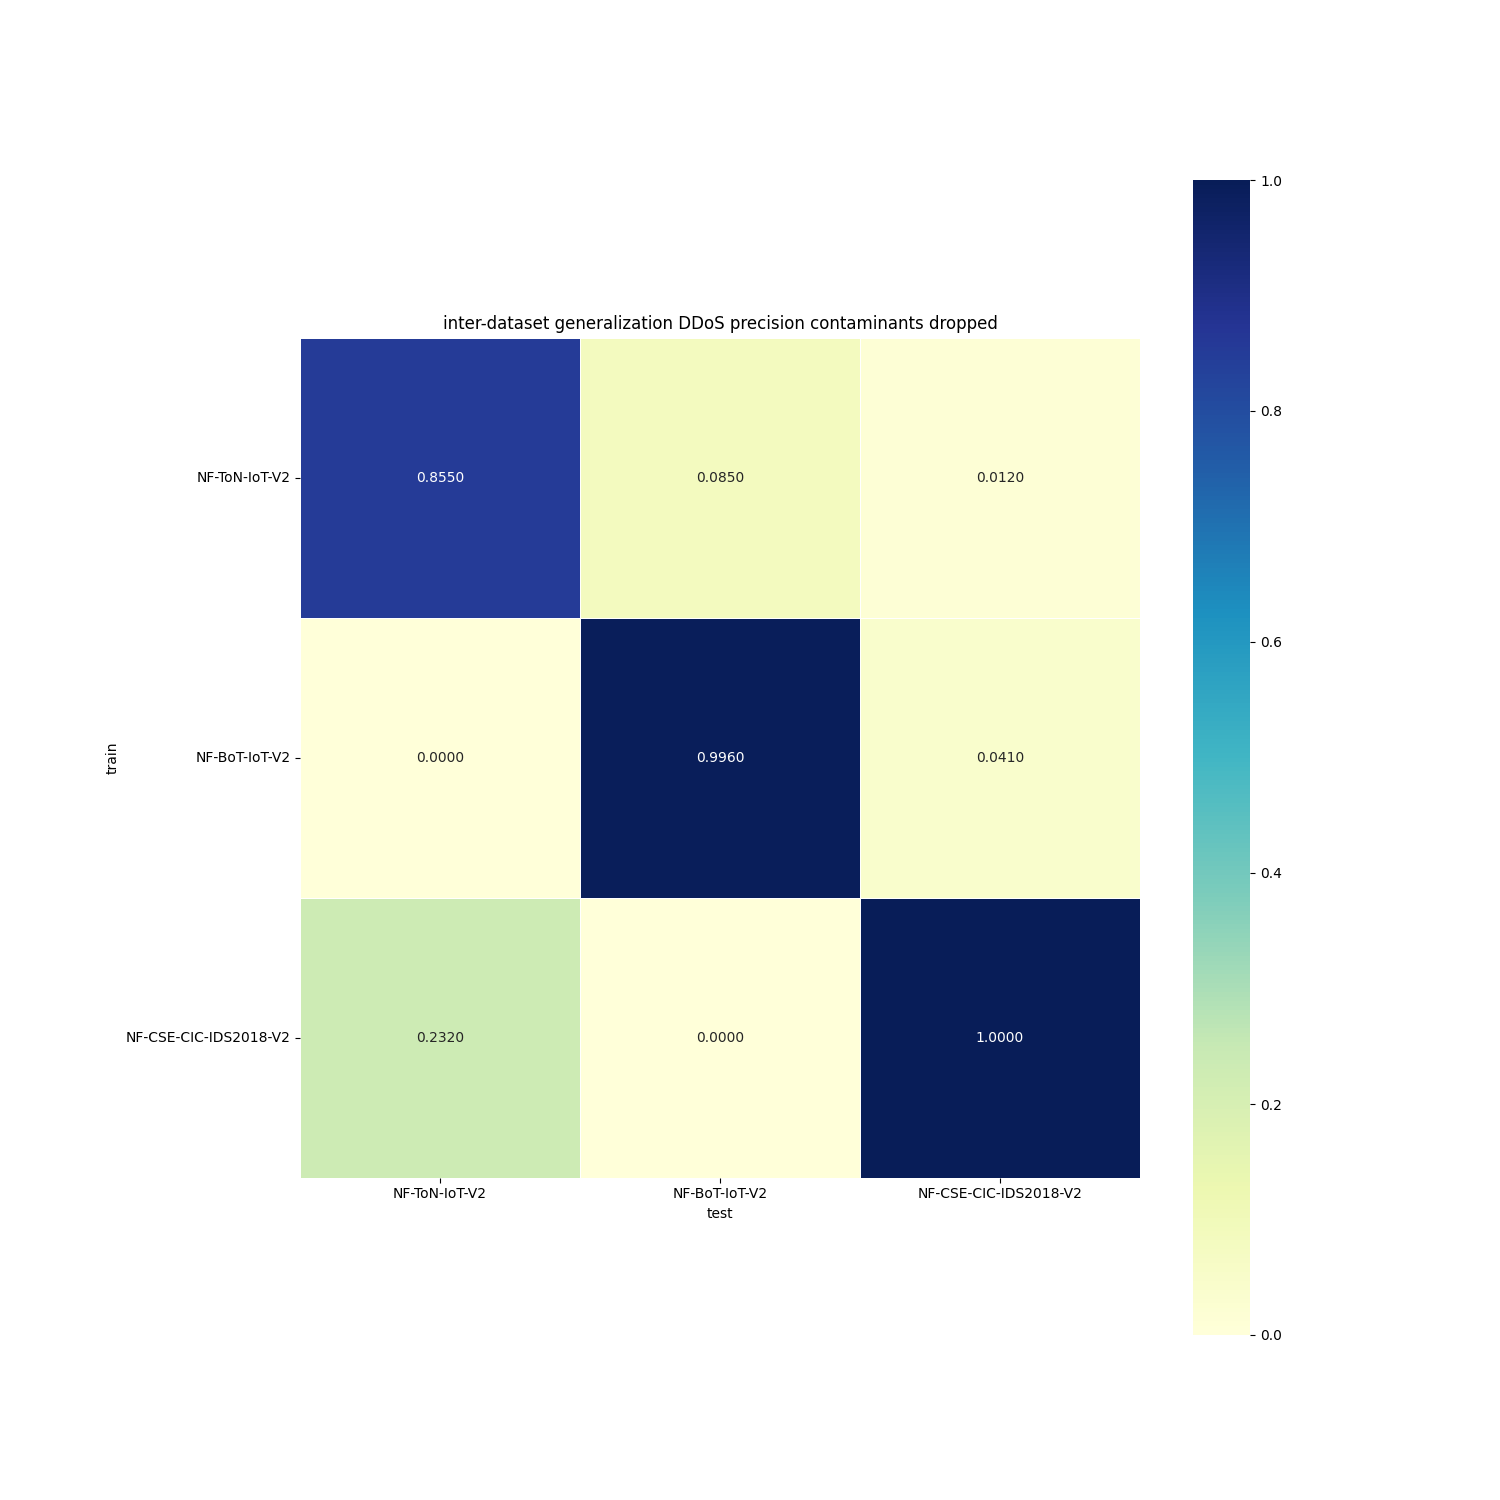 inter-dataset generalization DDoS precision contaminants dropped
1.0
0.8
0.6
0.4
0.2
0.0
train
NF-ToN-IoT-V2
0.8550 0.0850 0.0120
NF-BoT-IoT-V2
0.0000 0.9960 0.0410
NF-CSE-CIC-IDS2018-V2
0.2320 0.0000 1.0000
NF-ToN-IoT-V2 NF-BoT-IoT-V2 NF-CSE-CIC-IDS2018-V2
test